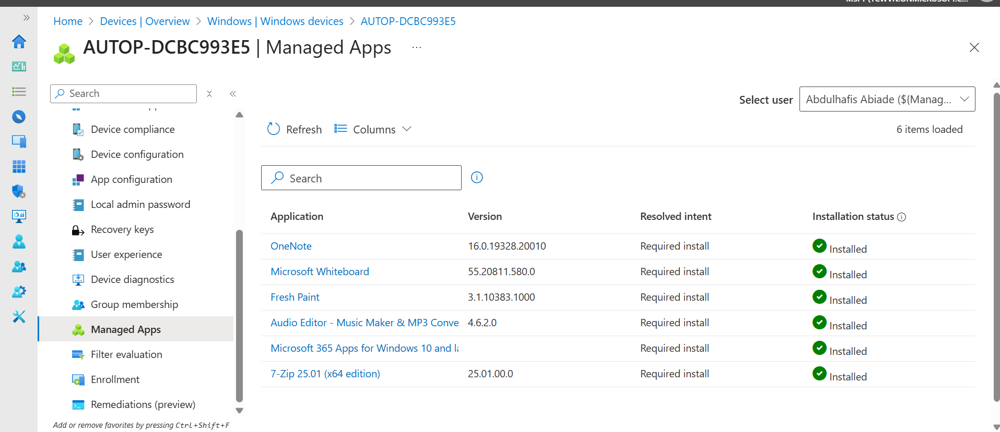 Home > Devices | Overview > Windows | Windows devices > AUTOP-DCBC993E5
AUTOP-DCBC993E5 | Managed Apps ...
Search
Device compliance
Device configuration
App configuration
Local admin password
Recovery keys
User experience
Device diagnostics
Group membership
Managed Apps
Filter evaluation
Enrollment
Remediations (preview)
Add or remove favorites by pressing Ctrl+Shift+F
Select user Abdulhafis Abiade (${Manag...
Refresh Columns 6 items loaded
Search
Application Version Resolved intent Installation status
OneNote 16.0.19328.20010 Required install Installed
Microsoft Whiteboard 55.20811.580.0 Required install Installed
Fresh Paint 3.1.10383.1000 Required install Installed
Audio Editor - Music Maker & MP3 Conve 4.6.2.0 Required install Installed
Microsoft 365 Apps for Windows 10 and la Required install Installed
7-Zip 25.01 (x64 edition) 25.01.00.0 Required install Installed